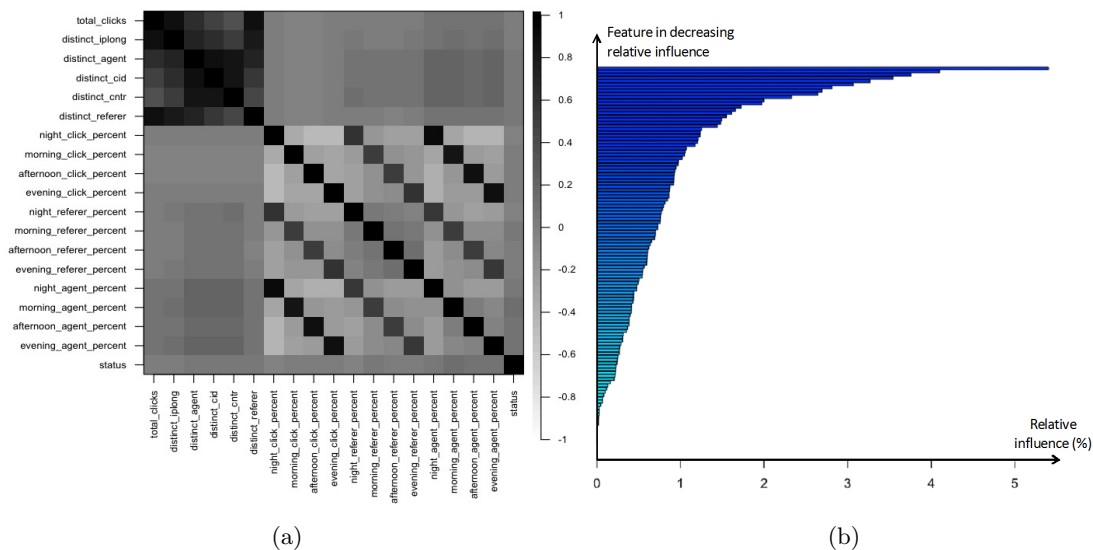 total_clicks
distinct_iplong
distinct_agent
distinct_cid
distinct_cntr
distinct_referer
night_click_percent
morning_click_percent
afternoon_click_percent
evening_click_percent
night_referer_percent
morning_referer_percent
afternoon_referer_percent
evening_referer_percent
night_agent_percent
morning_agent_percent
afternoon_agent_percent
evening_agent_percent
status
total_clicks
distinct_iplong
distinct_agent
distinct_cid
distinct_cntr
distinct_referer
night_click_percent
morning_click_percent
afternoon_click_percent
evening_click_percent
night_referer_percent
morning_referer_percent
afternoon_referer_percent
evening_referer_percent
night_agent_percent
morning_agent_percent
afternoon_agent_percent
evening_agent_percent
status
1
0.8
0.6
0.4
0.2
0
-0.2
-0.4
-0.6
-0.8
-1
(a)
Feature in decreasing
relative influence
Relative
influence (%)
0 1 2 3 4 5
(b)